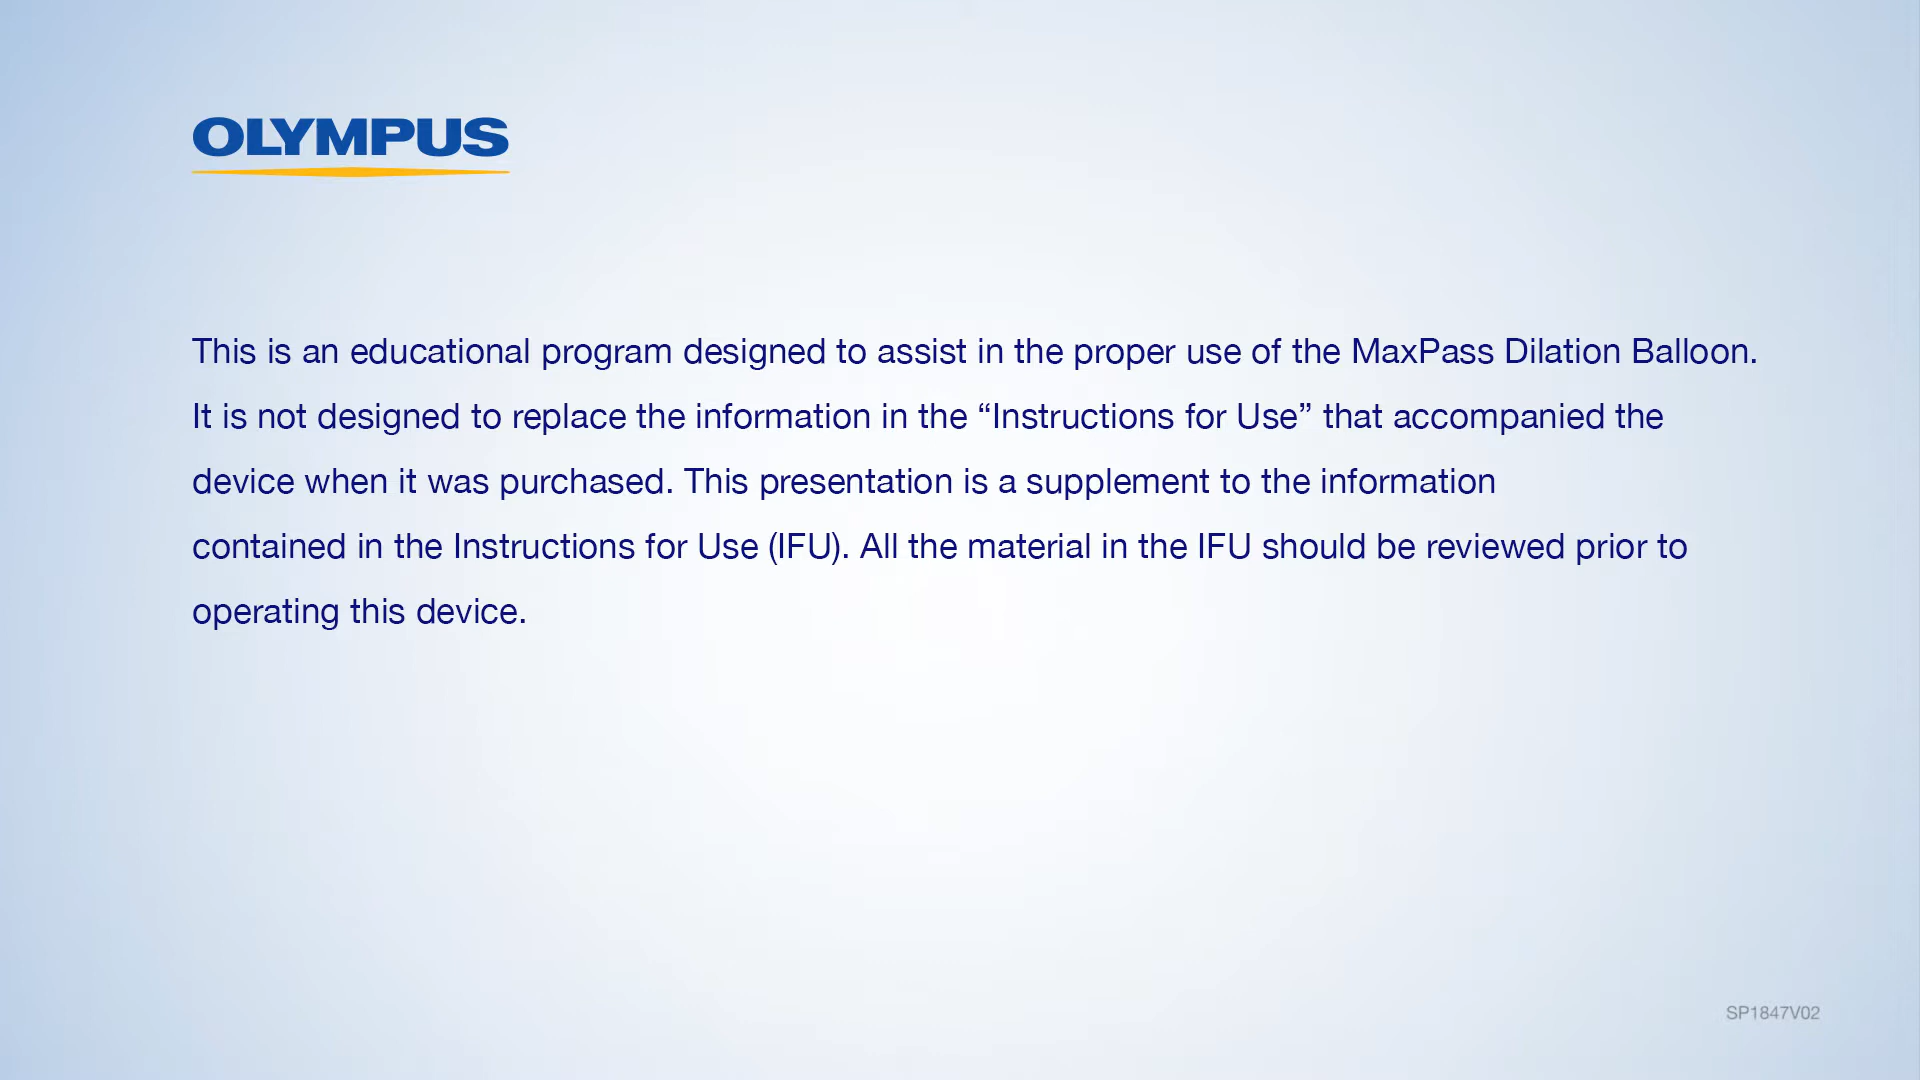 OLYMPUS
This is an educational program designed to assist in the proper use of the MaxPass Dilation Balloon.
It is not designed to replace the information in the “Instructions for Use” that accompanied the
device when it was purchased. This presentation is a supplement to the information
contained in the Instructions for Use (IFU). All the material in the IFU should be reviewed prior to
operating this device.
SP1847V02